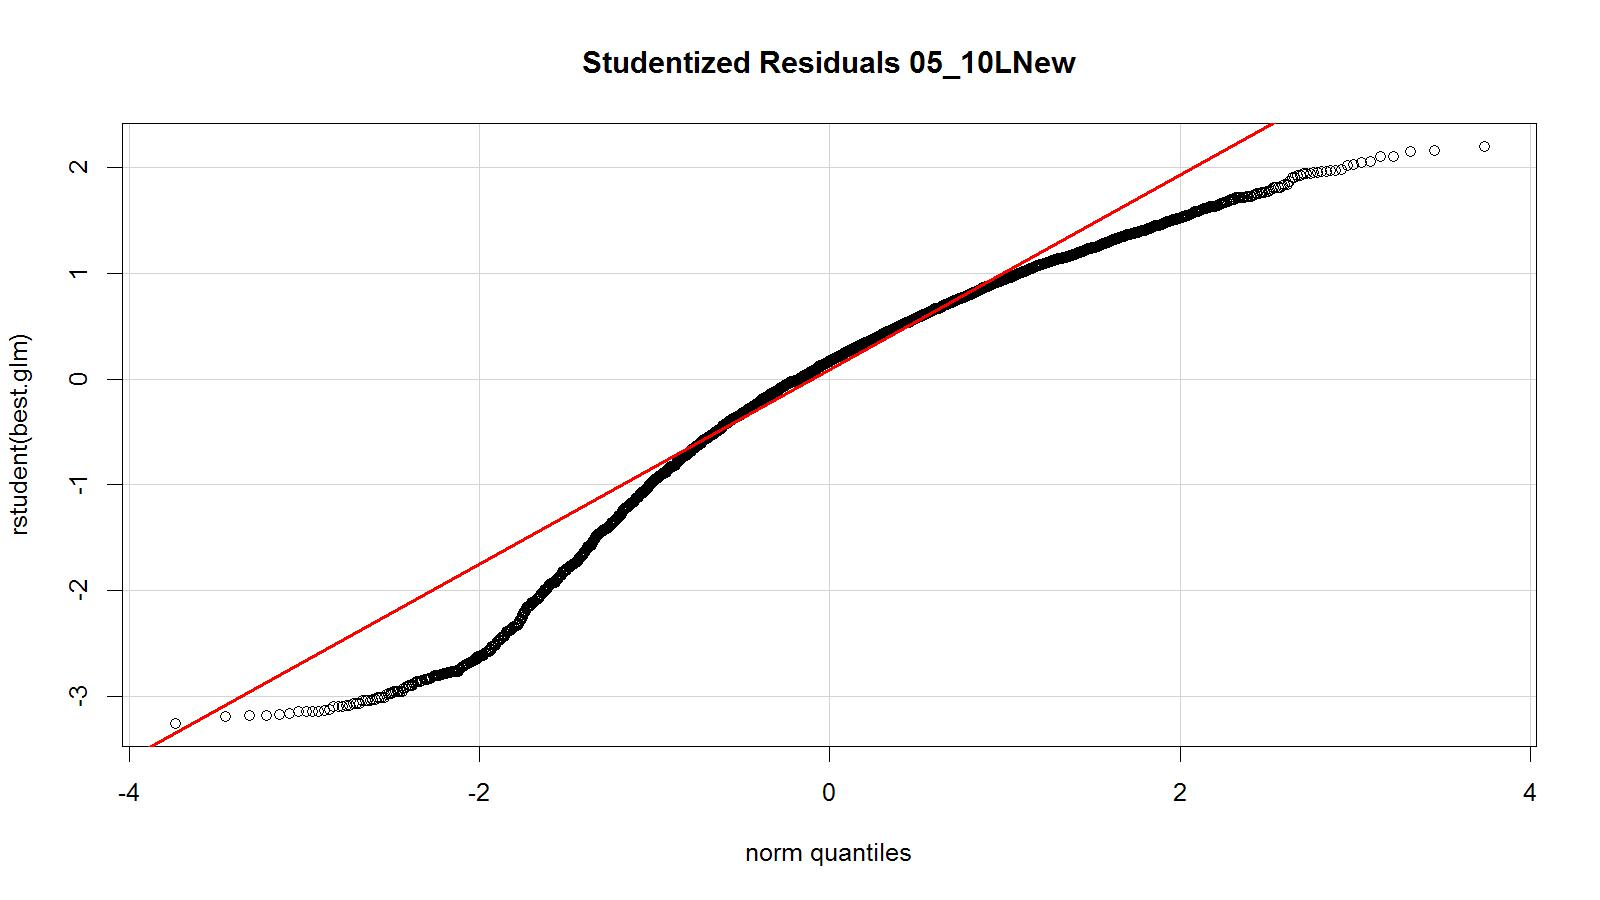 Studentized Residuals 05_10LNew
rstudent(best.glm)
2
1
0
-1
-2
-3
-4 -2 0 2 4
norm quantiles